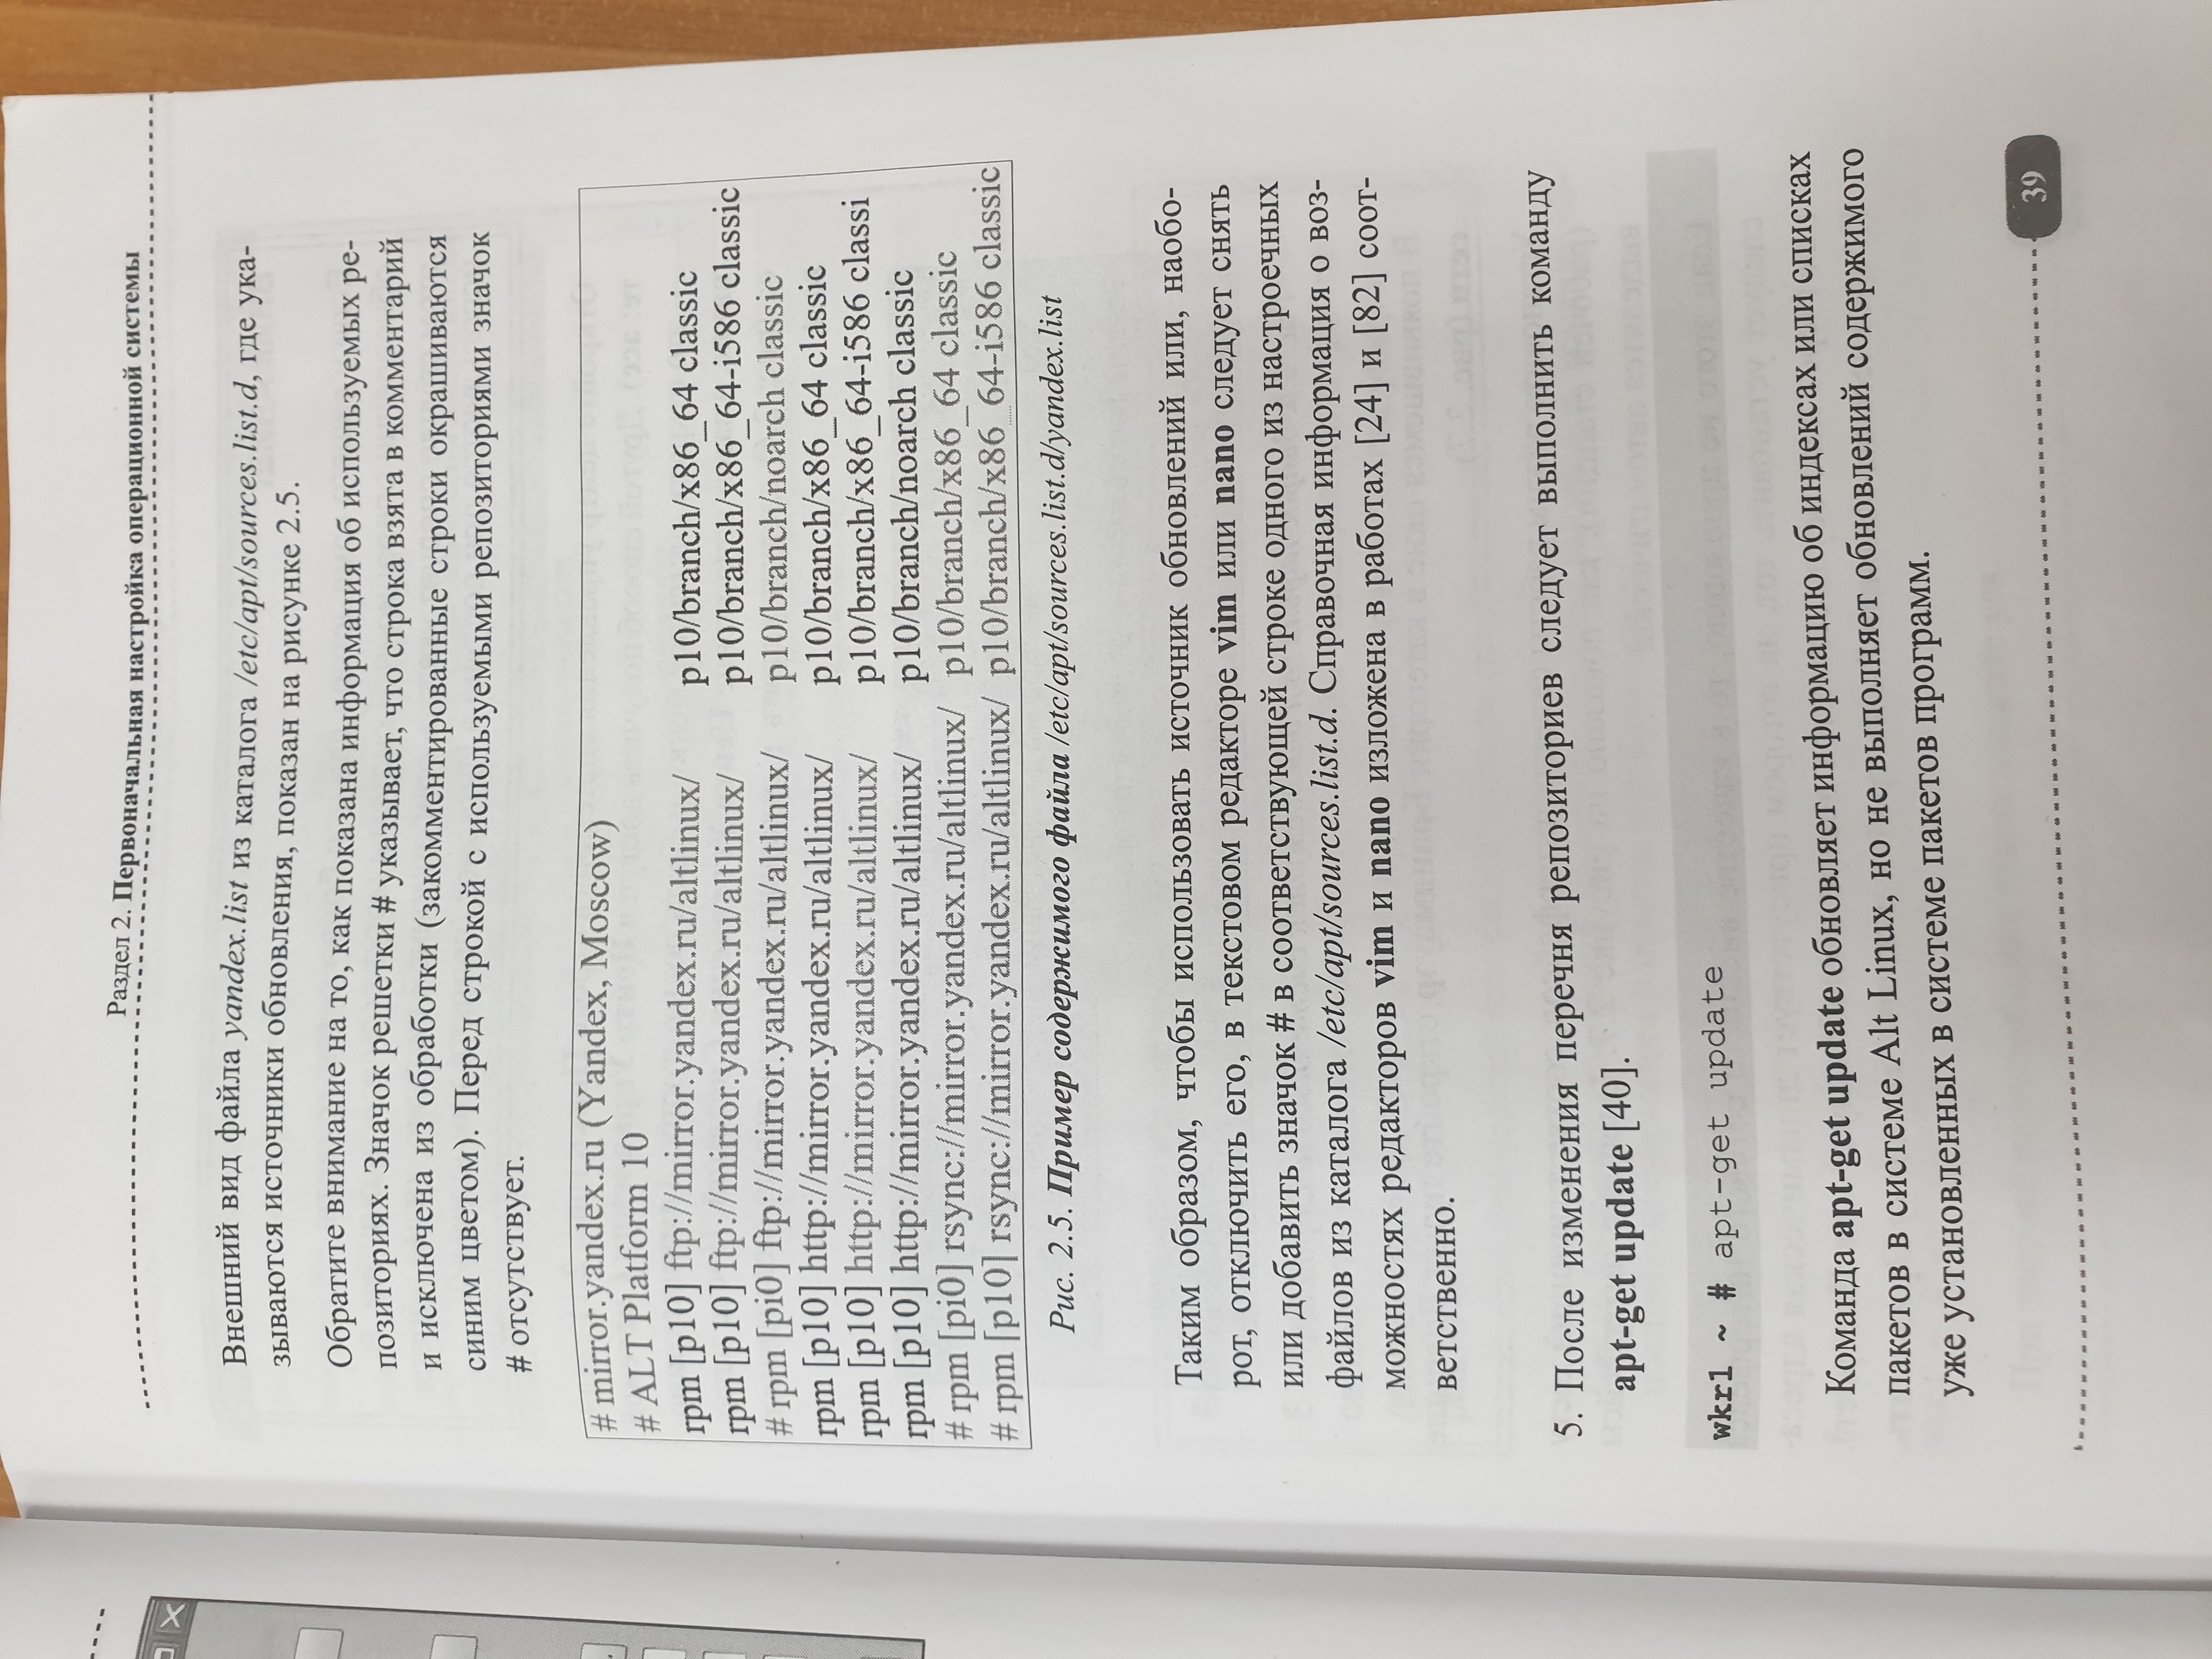 Раздел 2. Первоначальная настройка операционной системы
Внешний вид файла yandex.list из каталога /etc/apt/sources.list.d, где ука-
зываются источники обновления, показан на рисунке 2.5.
Обратите внимание на то, как показана информация об используемых ре-
позиториях. Значок решетки # указывает, что строка взята в комментарий
и исключена из обработки (закомментированные строки окрашиваются
синим цветом). Перед строкой с используемыми репозиториями значок
# отсутствует.
# mirror.yandex.ru (Yandex, Moscow)
# ALT Platform 10
rpm [p10] ftp://mirror.yandex.ru/altlinux/ p10/branch/x86_64 classic
rpm [p10] ftp://mirror.yandex.ru/altlinux/ p10/branch/x86_64-i586 classic
# rpm [pi0] ftp://mirror.yandex.ru/altlinux/ p10/branch/noarch classic
rpm [p10] http://mirror.yandex.ru/altlinux/ p10/branch/x86_64 classic
rpm [p10] http://mirror.yandex.ru/altlinux/ p10/branch/x86_64-i586 classi
rpm [p10] http://mirror.yandex.ru/altlinux/ p10/branch/noarch classic
# rpm [pi0] rsync://mirror.yandex.ru/altlinux/ p10/branch/x86_64 classic
# rpm [p10] rsync://mirror.yandex.ru/altlinux/ p10/branch/x86_64-i586 classic
Рис. 2.5. Пример содержимого файла /etc/apt/sources.list.d/yandex.list
Таким образом, чтобы использовать источник обновлений или, наобо-
рот, отключить его, в текстовом редакторе vim или nano следует снять
или добавить значок # в соответствующей строке одного из настроечных
файлов из каталога /etc/apt/sources.list.d. Справочная информация о воз-
можностях редакторов vim и nano изложена в работах [24] и [82] соот-
ветственно.
5. После изменения перечня репозиториев следует выполнить команду
apt-get update [40].
wkr1 ~ # apt-get update
Команда apt-get update обновляет информацию об индексах или списках
пакетов в системе Alt Linux, но не выполняет обновлений содержимого
уже установленных в системе пакетов программ.
39